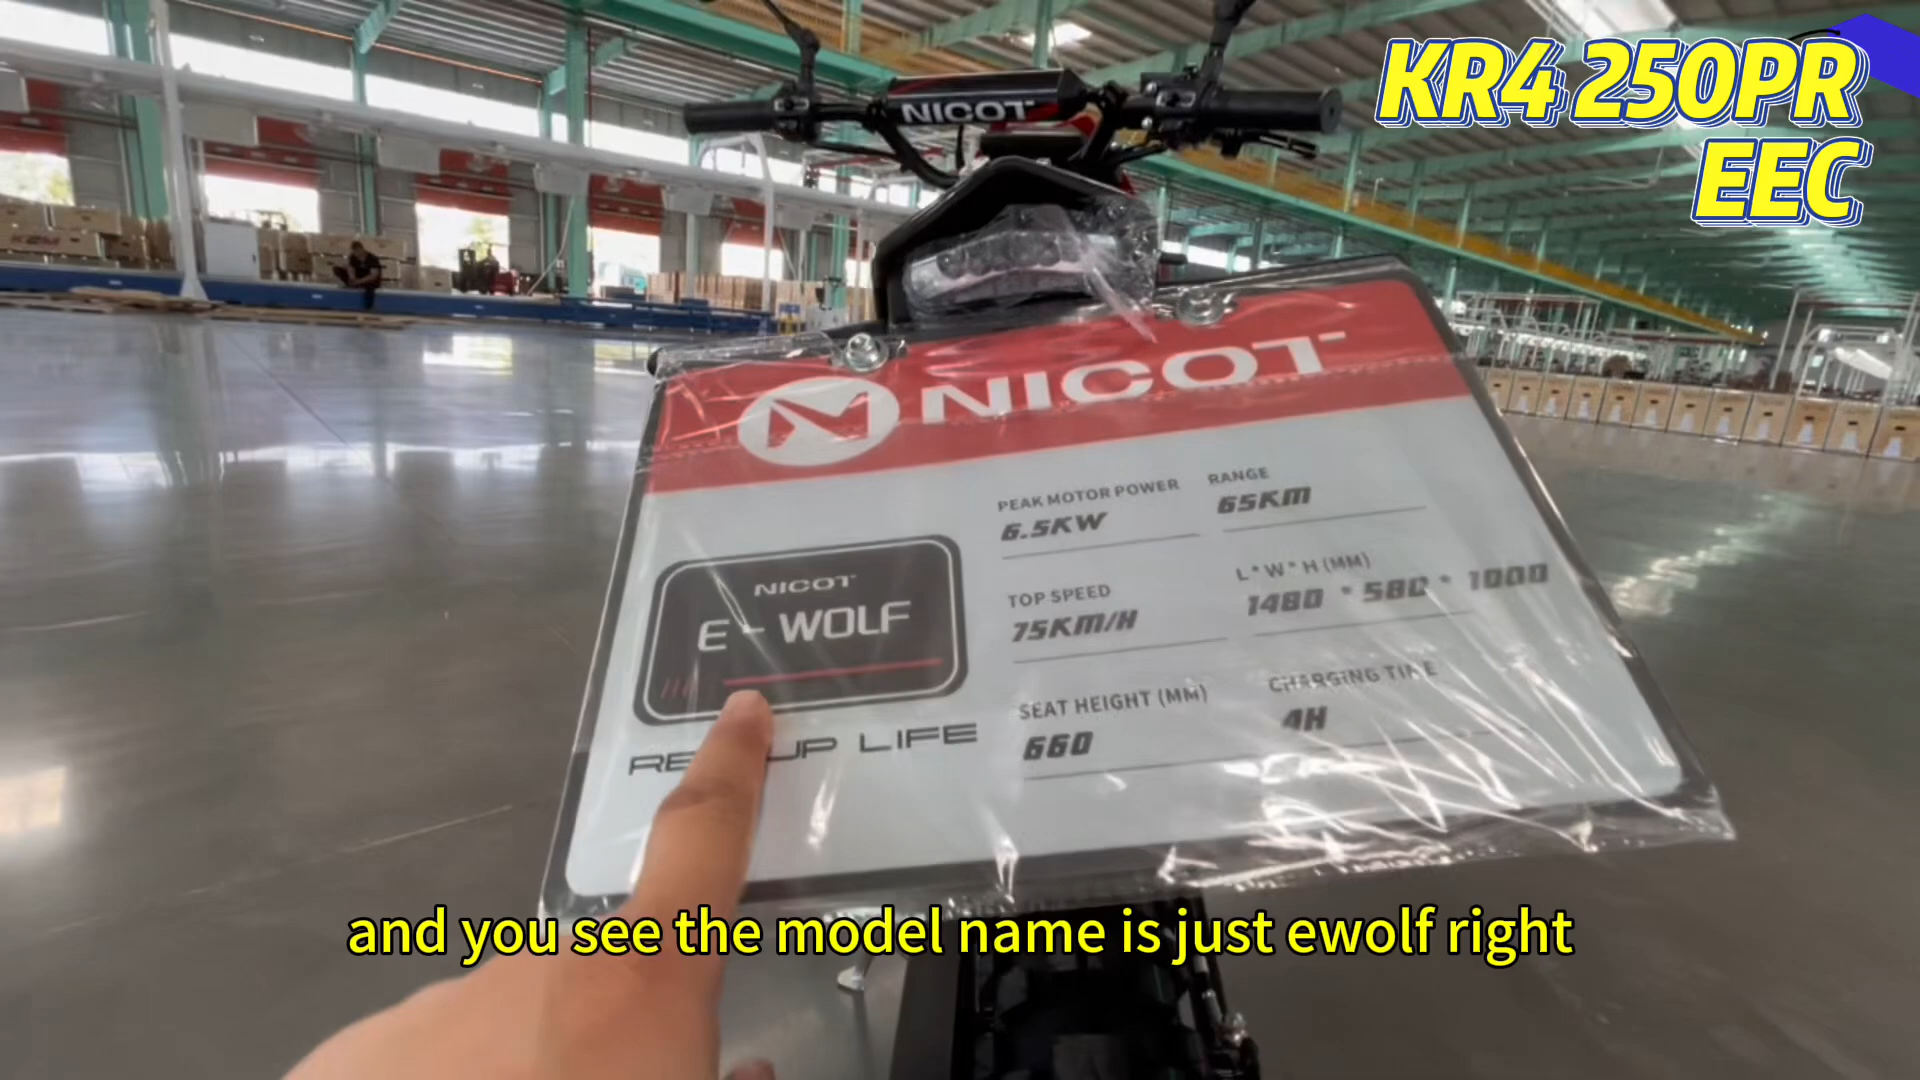 KR4 250PR
EEC
NICOT
NICOT
PEAK MOTOR POWER
6.5KW
RANGE
65KM
NICOT
E - WOLF
TOP SPEED
75KM/H
L * W * H (MM)
1480 * 580 * 1000
SEAT HEIGHT (MM)
660
CHARGING TIME
4H
UP LIFE
and you see the model name is just ewolf right